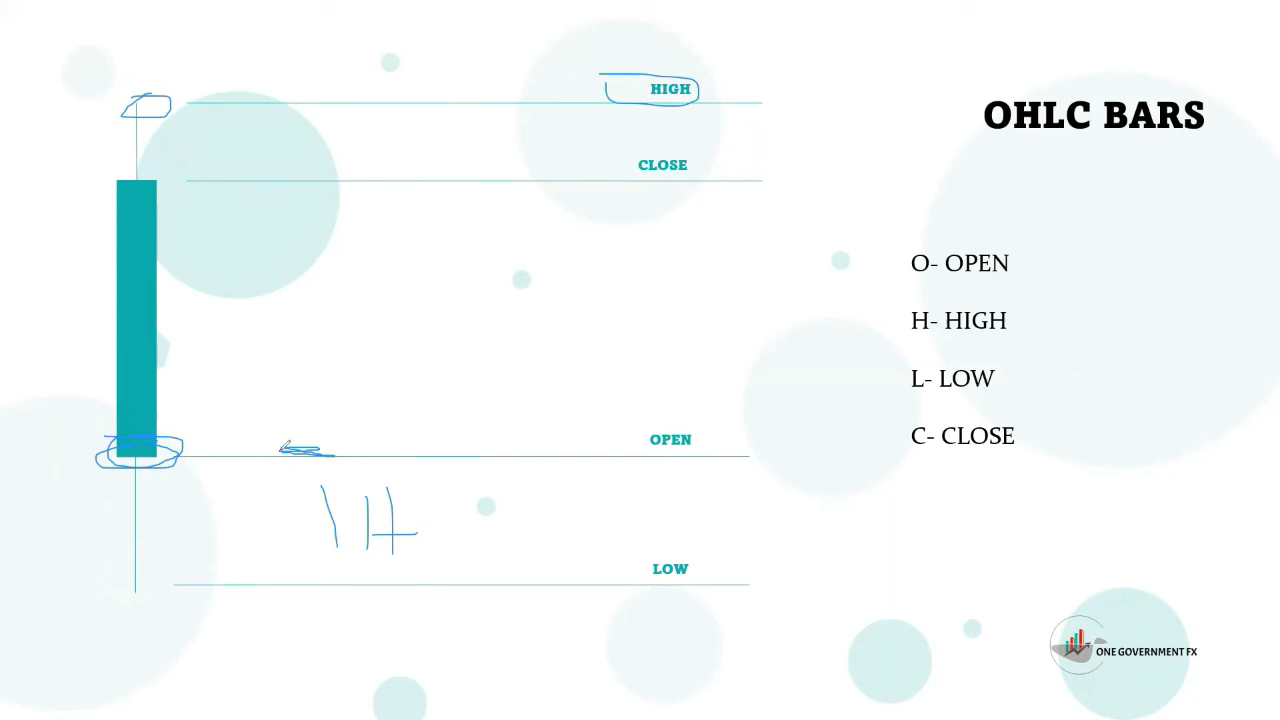 HIGH
OHLC BARS
CLOSE
O- OPEN
H- HIGH
L- LOW
C- CLOSE
OPEN
LOW
ONE GOVERNMENT FX